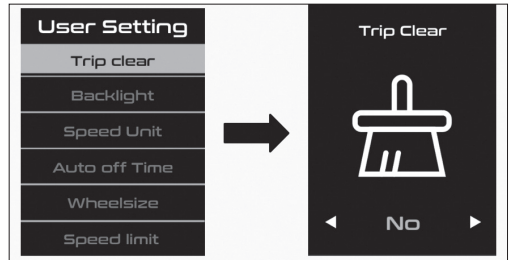 User Setting
Trip clear
Backlight
Speed Unit
Auto off Time
Wheelsize
Speed limit
Trip Clear
No